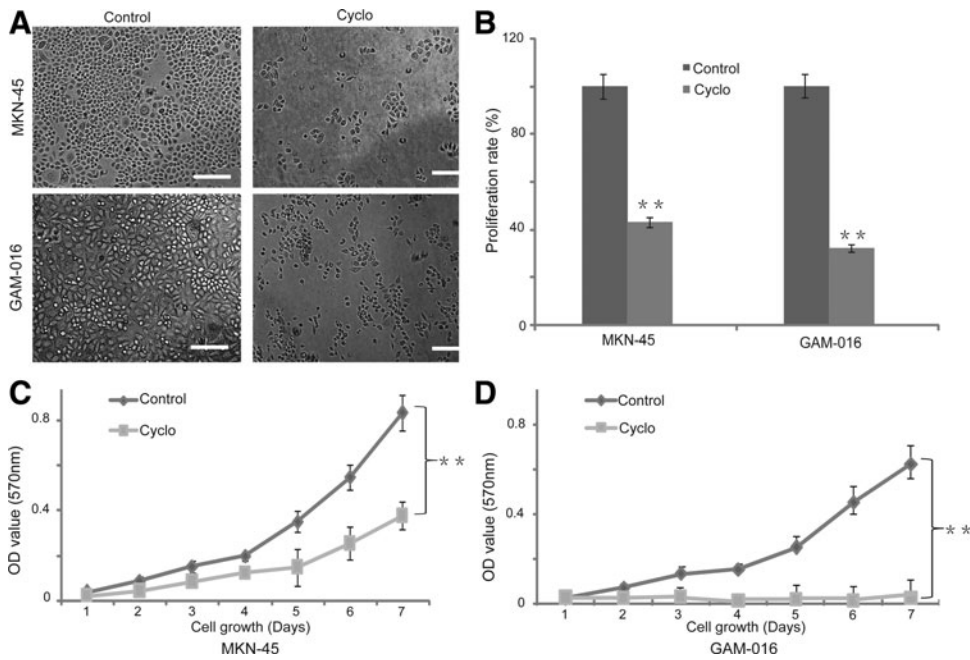 A
Control
Cyclo
MKN-45
GAM-016
B
Proliferation rate (%)
120
80
40
0
Control
Cyclo
**
**
MKN-45
GAM-016
C
OD value (570nm)
0.8
0.4
0
Control
Cyclo
**
1 2 3 4 5 6 7
Cell growth (Days)
MKN-45
D
OD value (570nm)
0.8
0.4
0
Control
Cyclo
**
1 2 3 4 5 6 7
Cell growth (Days)
GAM-016